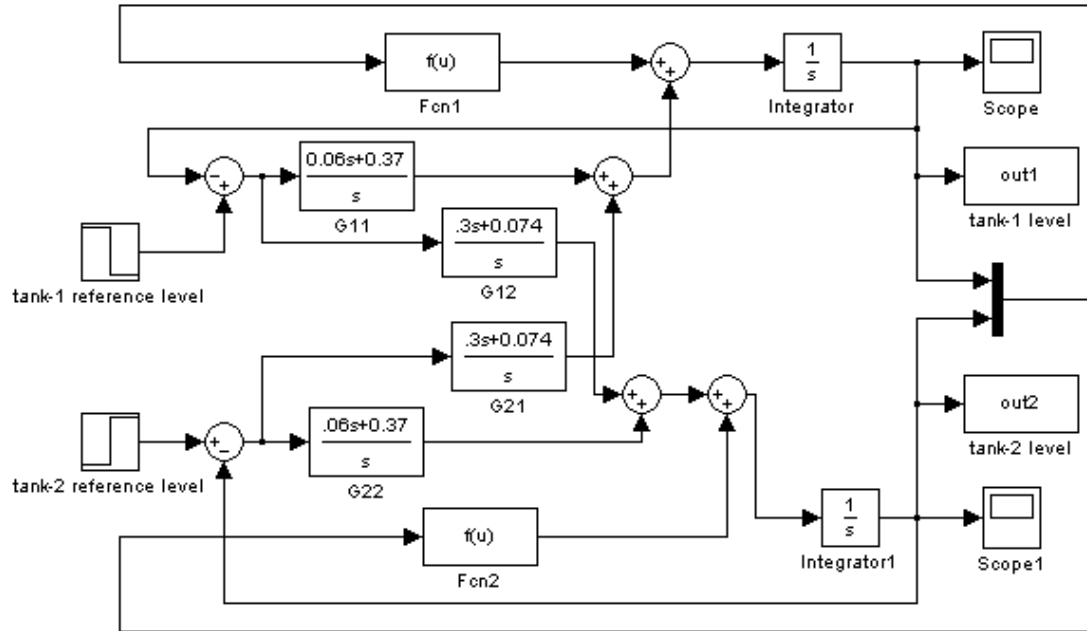 f(u)
Fcn1
+
+
1
s
Integrator
Scope
−
+
0.06s+0.37
s
G11
+
+
out1
tank-1 level
.3s+0.074
s
G12
tank-1 reference level
.3s+0.074
s
G21
+
+
+
+
out2
tank-2 level
+
−
.06s+0.37
s
G22
tank-2 reference level
f(u)
Fcn2
1
s
Integrator1
Scope1